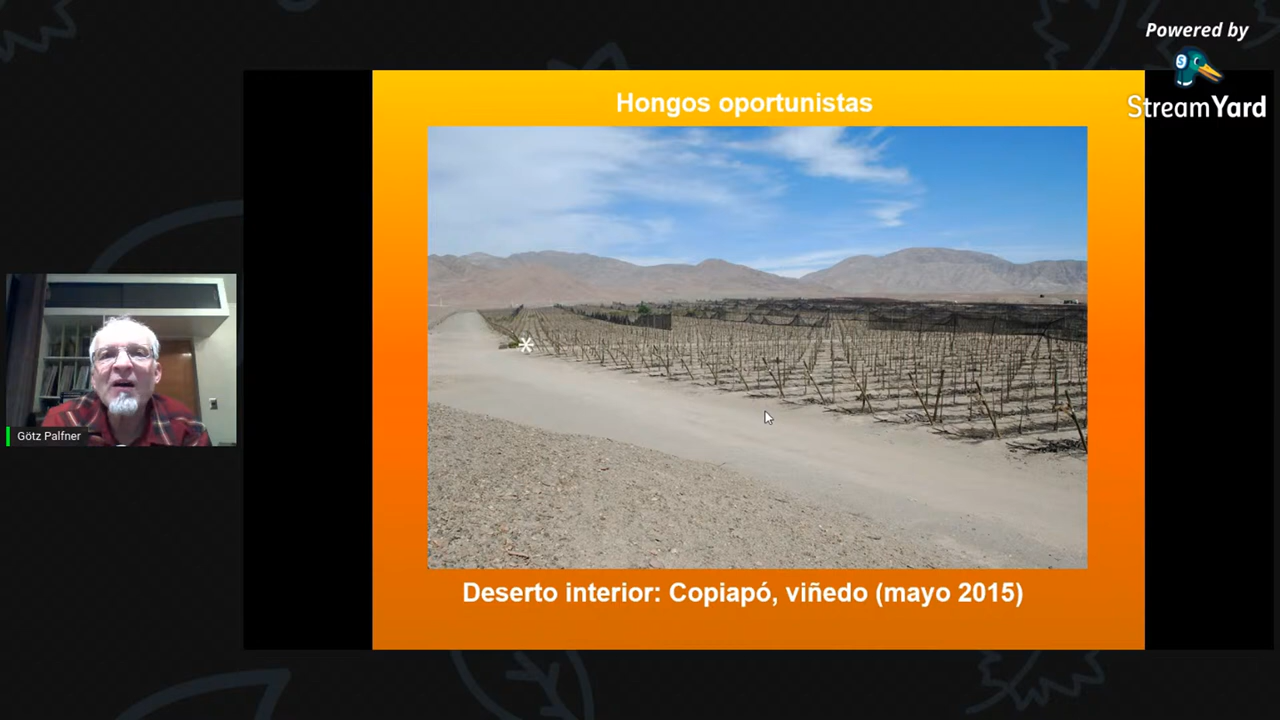 Powered by
StreamYard
Hongos oportunistas
*
Götz Palfner
Deserto interior: Copiapó, viñedo (mayo 2015)